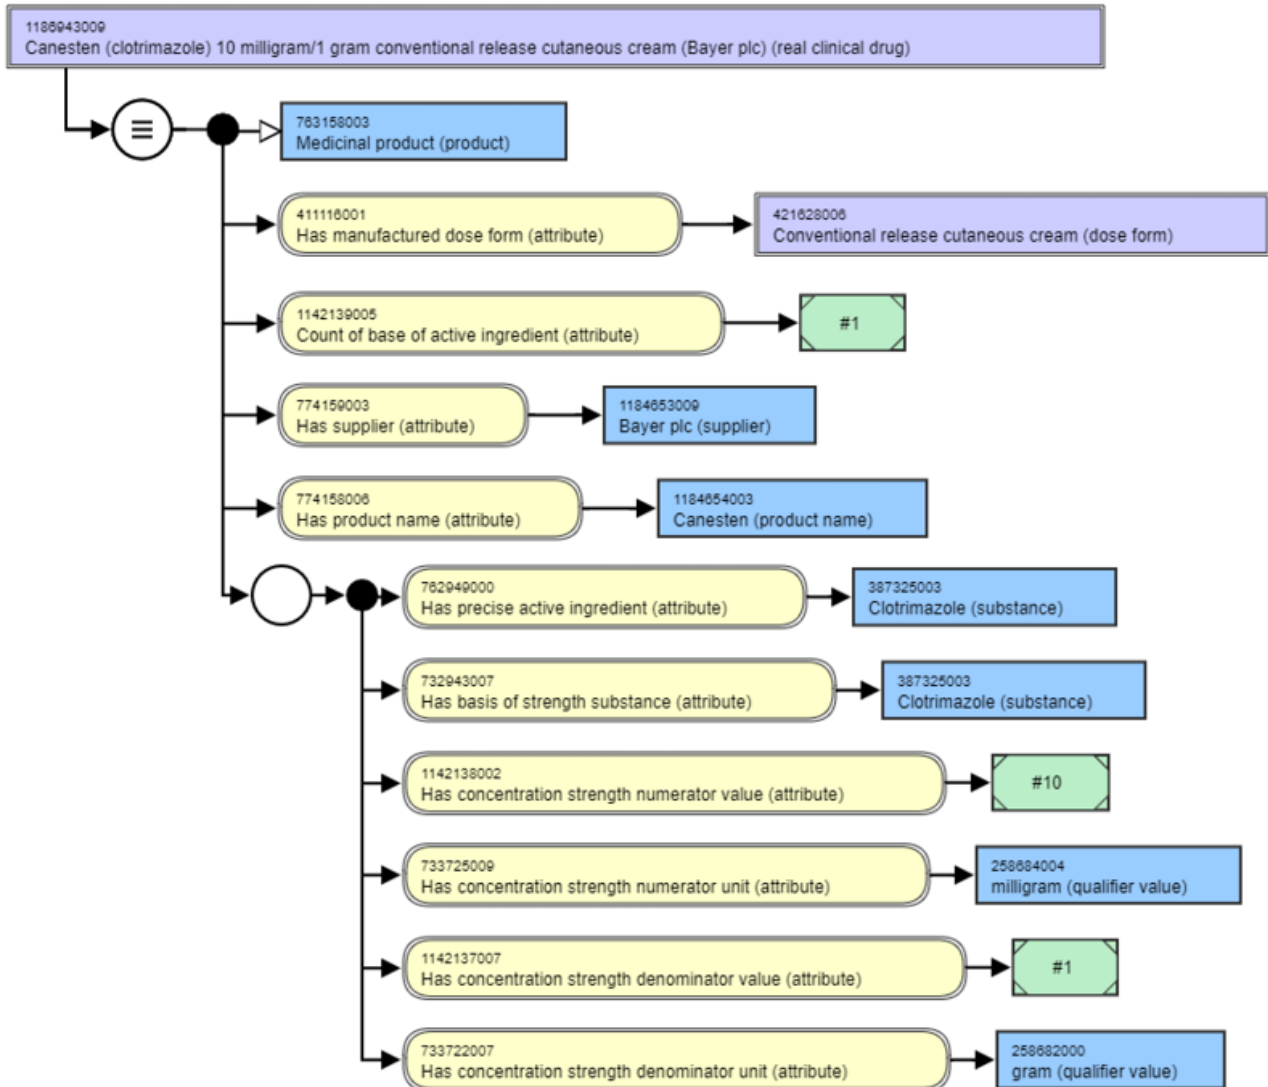 1186943009
Canesten (clotrimazole) 10 milligram/1 gram conventional release cutaneous cream (Bayer plc) (real clinical drug)
763158003
Medicinal product (product)
411116001
Has manufactured dose form (attribute)
421628006
Conventional release cutaneous cream (dose form)
1142139005
Count of base of active ingredient (attribute)
#1
774159003
Has supplier (attribute)
1184653009
Bayer plc (supplier)
774158006
Has product name (attribute)
1184654003
Canesten (product name)
762949000
Has precise active ingredient (attribute)
387325003
Clotrimazole (substance)
732943007
Has basis of strength substance (attribute)
387325003
Clotrimazole (substance)
1142138002
Has concentration strength numerator value (attribute)
#10
733725009
Has concentration strength numerator unit (attribute)
258684004
milligram (qualifier value)
1142137007
Has concentration strength denominator value (attribute)
#1
733722007
Has concentration strength denominator unit (attribute)
258682000
gram (qualifier value)